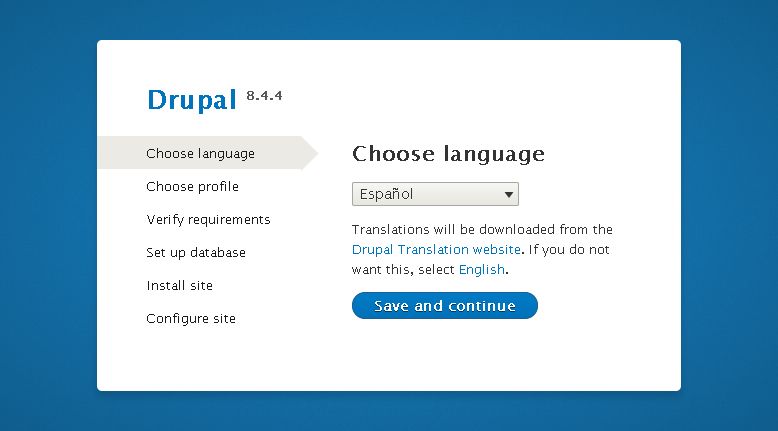 Drupal 8.4.4
Choose language
Choose profile
Verify requirements
Set up database
Install site
Configure site
Choose language
Español
Translations will be downloaded from the
Drupal Translation website. If you do not
want this, select English.
Save and continue